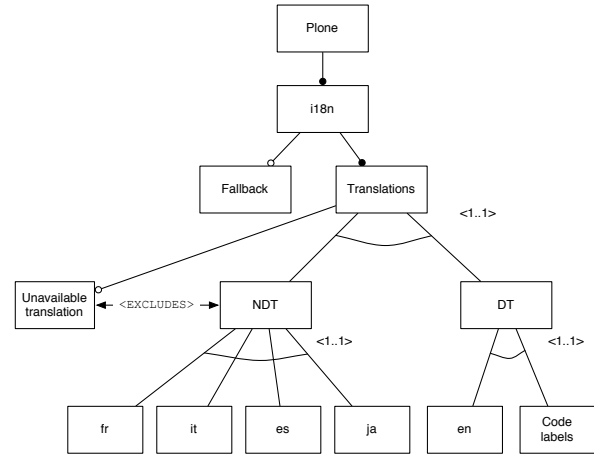 Plone
i18n
Fallback
Translations
<1..1>
Unavailable
translation
<EXCLUDES>
NDT
DT
<1..1>
<1..1>
fr
it
es
ja
en
Code
labels